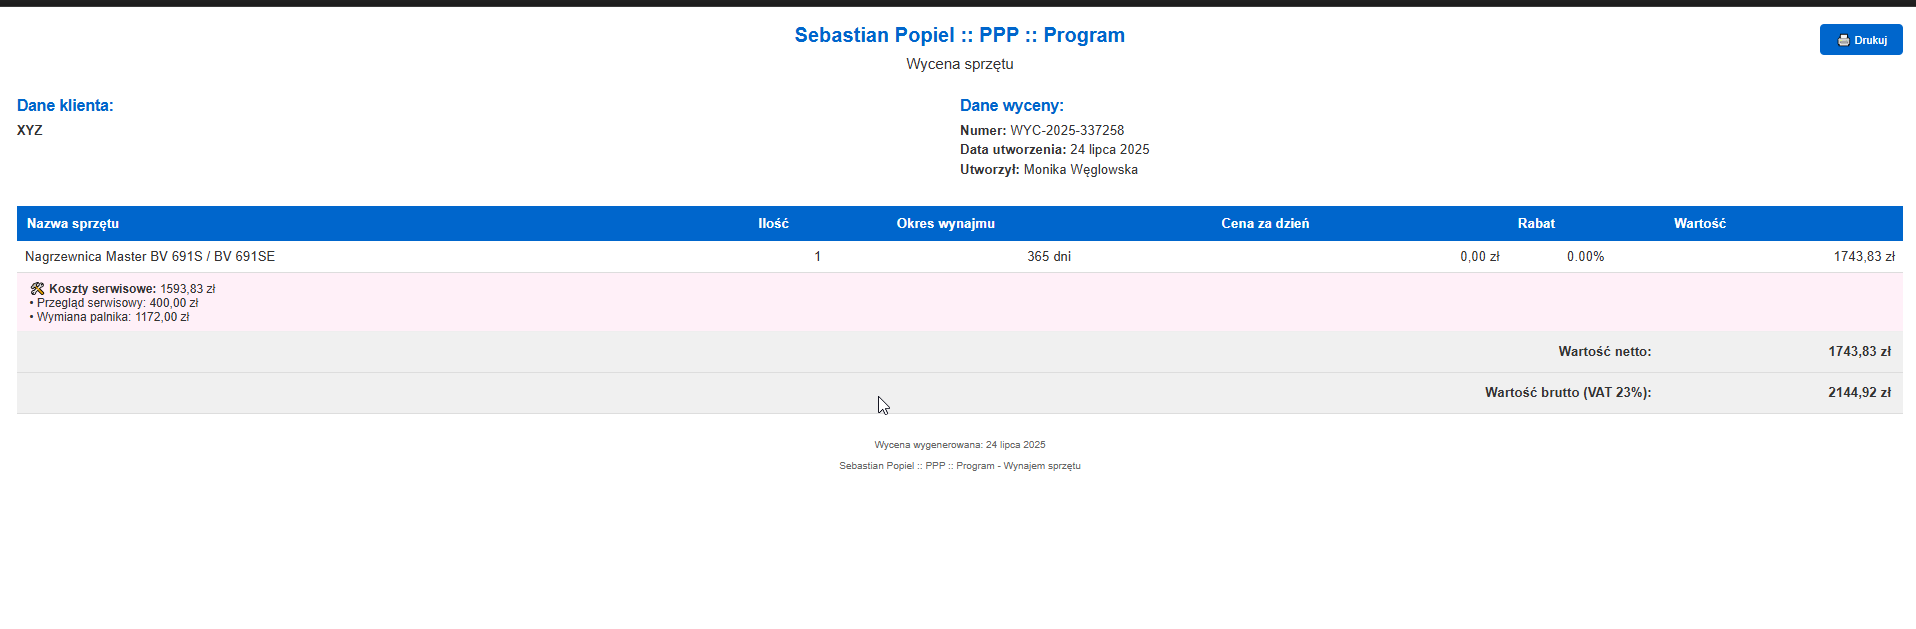 Sebastian Popiel :: PPP :: Program
Drukuj
Wycena sprzętu
Dane klienta:
XYZ
Dane wyceny:
Numer: WYC-2025-337258
Data utworzenia: 24 lipca 2025
Utworzył: Monika Węglowska
Nazwa sprzętu Ilość Okres wynajmu Cena za dzień Rabat Wartość
Nagrzewnica Master BV 691S / BV 691SE 1 365 dni 0,00 zł 0.00% 1743,83 zł
Koszty serwisowe: 1593,83 zł
• Przegląd serwisowy: 400,00 zł
• Wymiana palnika: 1172,00 zł
Wartość netto: 1743,83 zł
Wartość brutto (VAT 23%): 2144,92 zł
Wycena wygenerowana: 24 lipca 2025
Sebastian Popiel :: PPP :: Program - Wynajem sprzętu